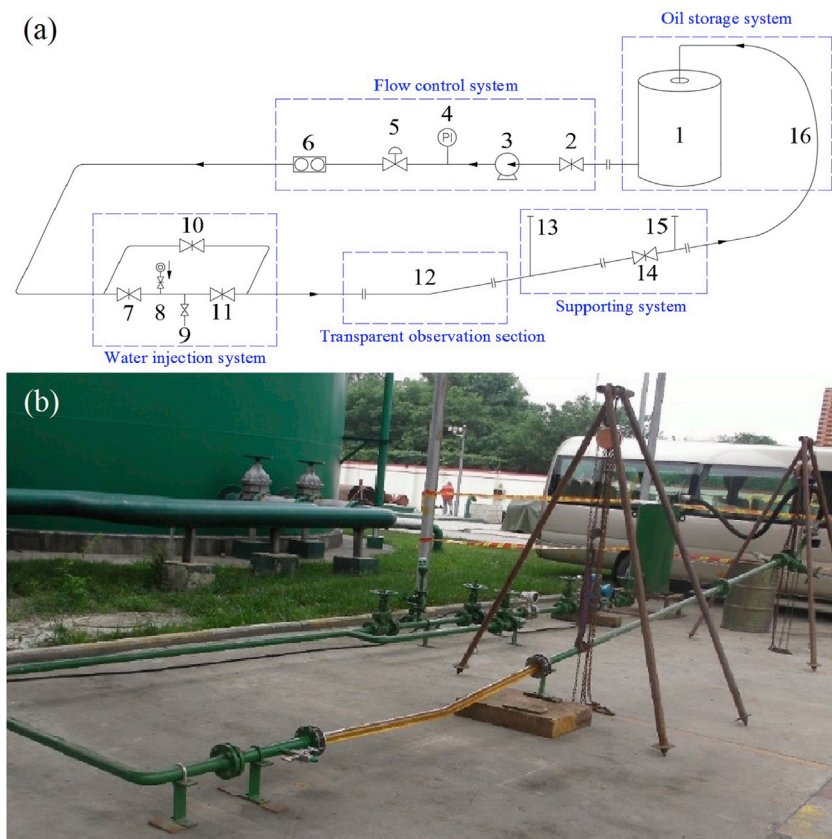 (a)
Oil storage system
Flow control system
4
5
6
3
2
1
16
10
13
15
12
14
7
8
9
11
PI
Supporting system
Transparent observation section
Water injection system
(b)